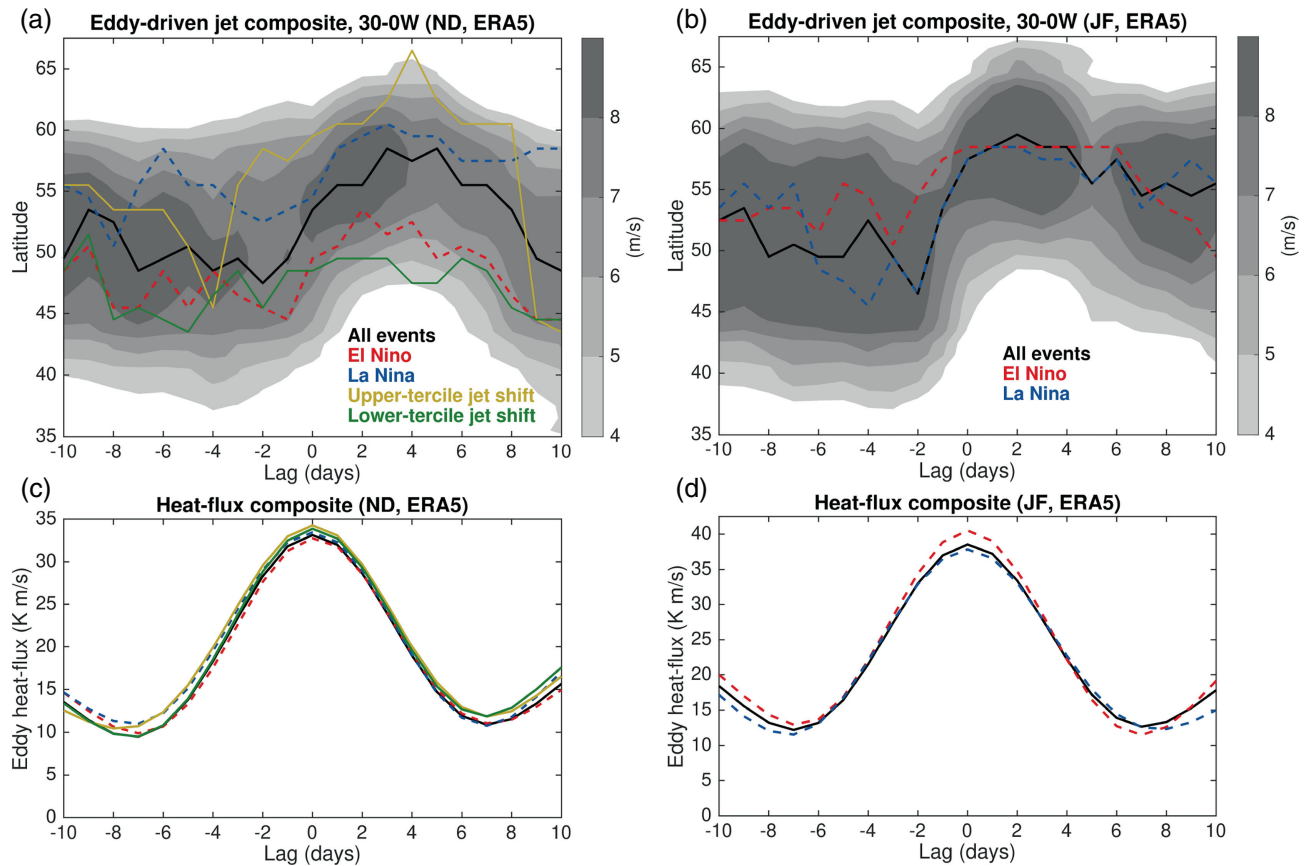 (a)
Eddy-driven jet composite, 30-0W (ND, ERA5)
65
60
55
50
45
40
35
Latitude
-10 -8 -6 -4 -2 0 2 4 6 8 10
Lag (days)
All events
El Nino
La Nina
Upper-tercile jet shift
Lower-tercile jet shift
8
7
6
5
4
(m/s)
(b)
Eddy-driven jet composite, 30-0W (JF, ERA5)
65
60
55
50
45
40
35
Latitude
-10 -8 -6 -4 -2 0 2 4 6 8 10
Lag (days)
All events
El Nino
La Nina
8
7
6
5
4
(m/s)
(c)
Heat-flux composite (ND, ERA5)
35
30
25
20
15
10
5
0
Eddy heat-flux (K m/s)
-10 -8 -6 -4 -2 0 2 4 6 8 10
Lag (days)
(d)
Heat-flux composite (JF, ERA5)
40
35
30
25
20
15
10
5
0
Eddy heat-flux (K m/s)
-10 -8 -6 -4 -2 0 2 4 6 8 10
Lag (days)